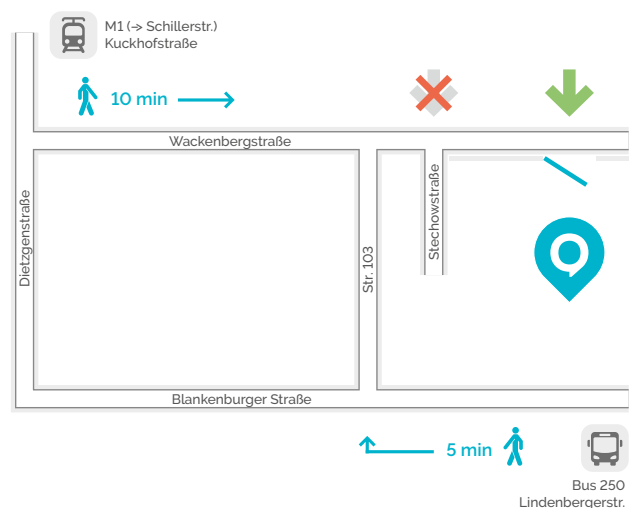 M1 (-> Schillerstr.)
Kuckhofstraße
10 min
Wackenbergstraße
Dietzgenstraße
Str. 103
Stechowstraße
Blankenburger Straße
5 min
Bus 250
Lindenbergerstr.